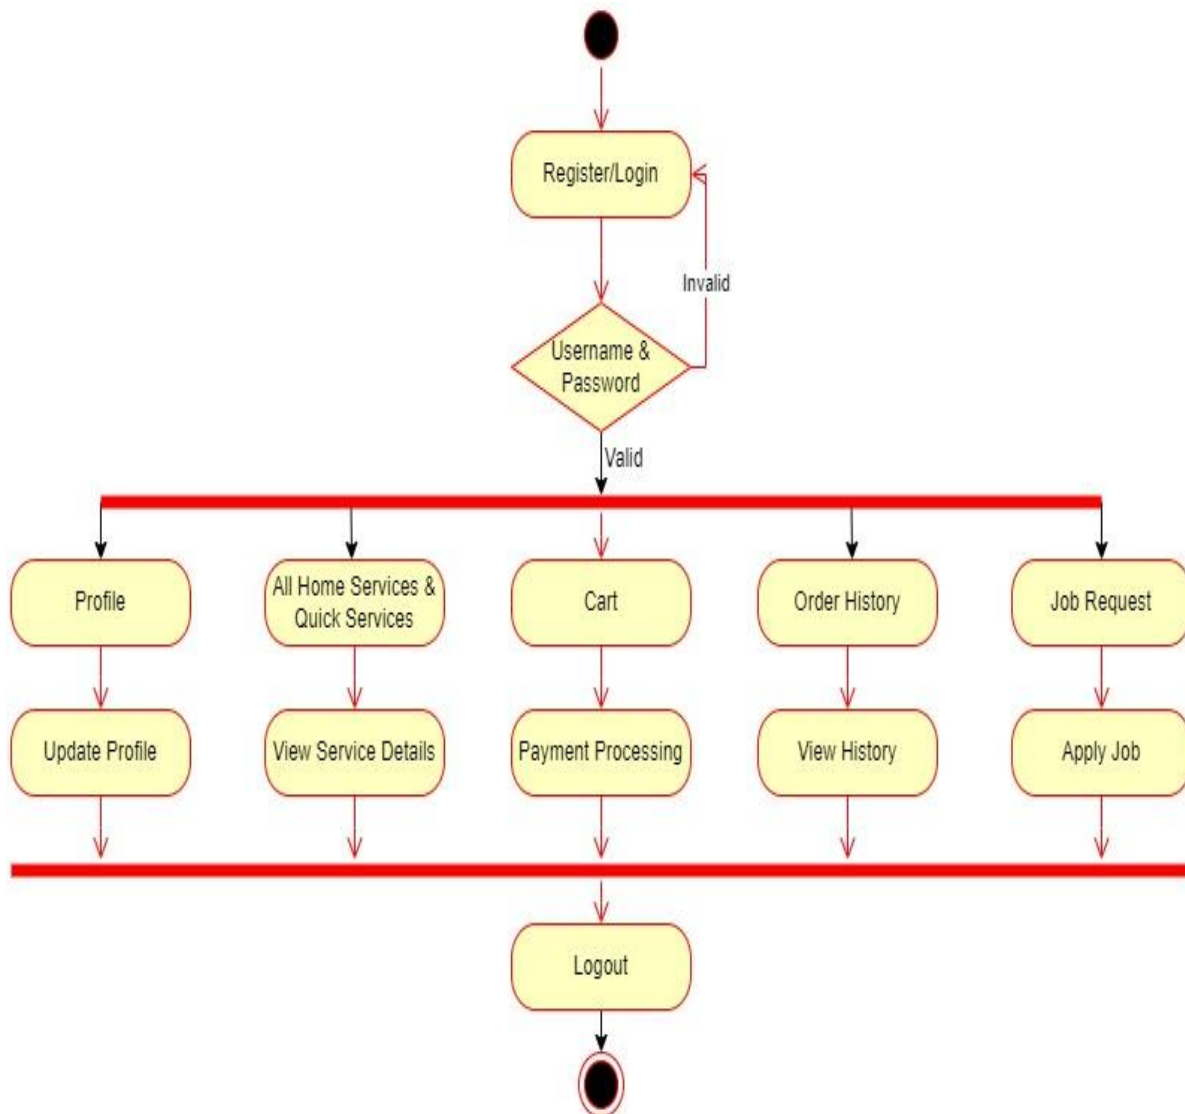 Register/Login
Invalid
Username &
Password
Valid
Profile
All Home Services &
Quick Services
Cart
Order History
Job Request
Update Profile
View Service Details
Payment Processing
View History
Apply Job
Logout